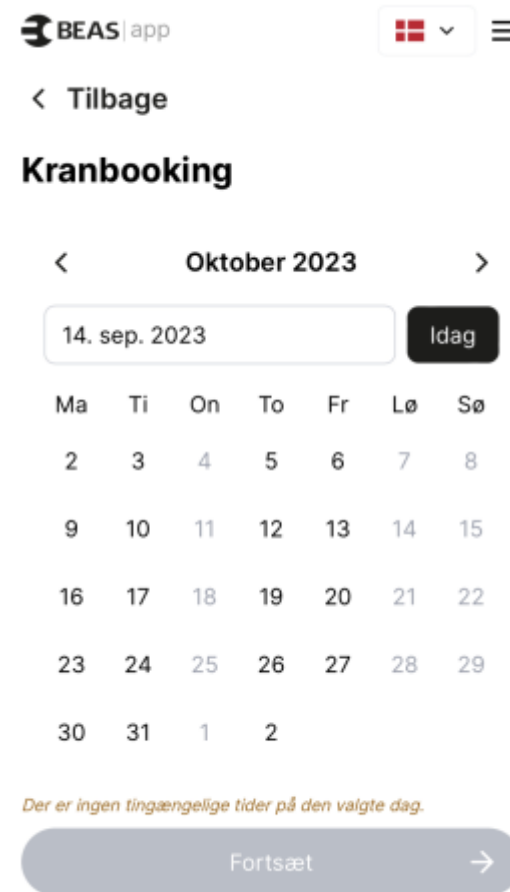 BEAS app
Tilbage
Kranbooking
Oktober 2023
14. sep. 2023 Idag
Ma Ti On To Fr Lø Sø
2 3 4 5 6 7 8
9 10 11 12 13 14 15
16 17 18 19 20 21 22
23 24 25 26 27 28 29
30 31 1 2
Der er ingen tingængelige tider på den valgte dag.
Fortsæt